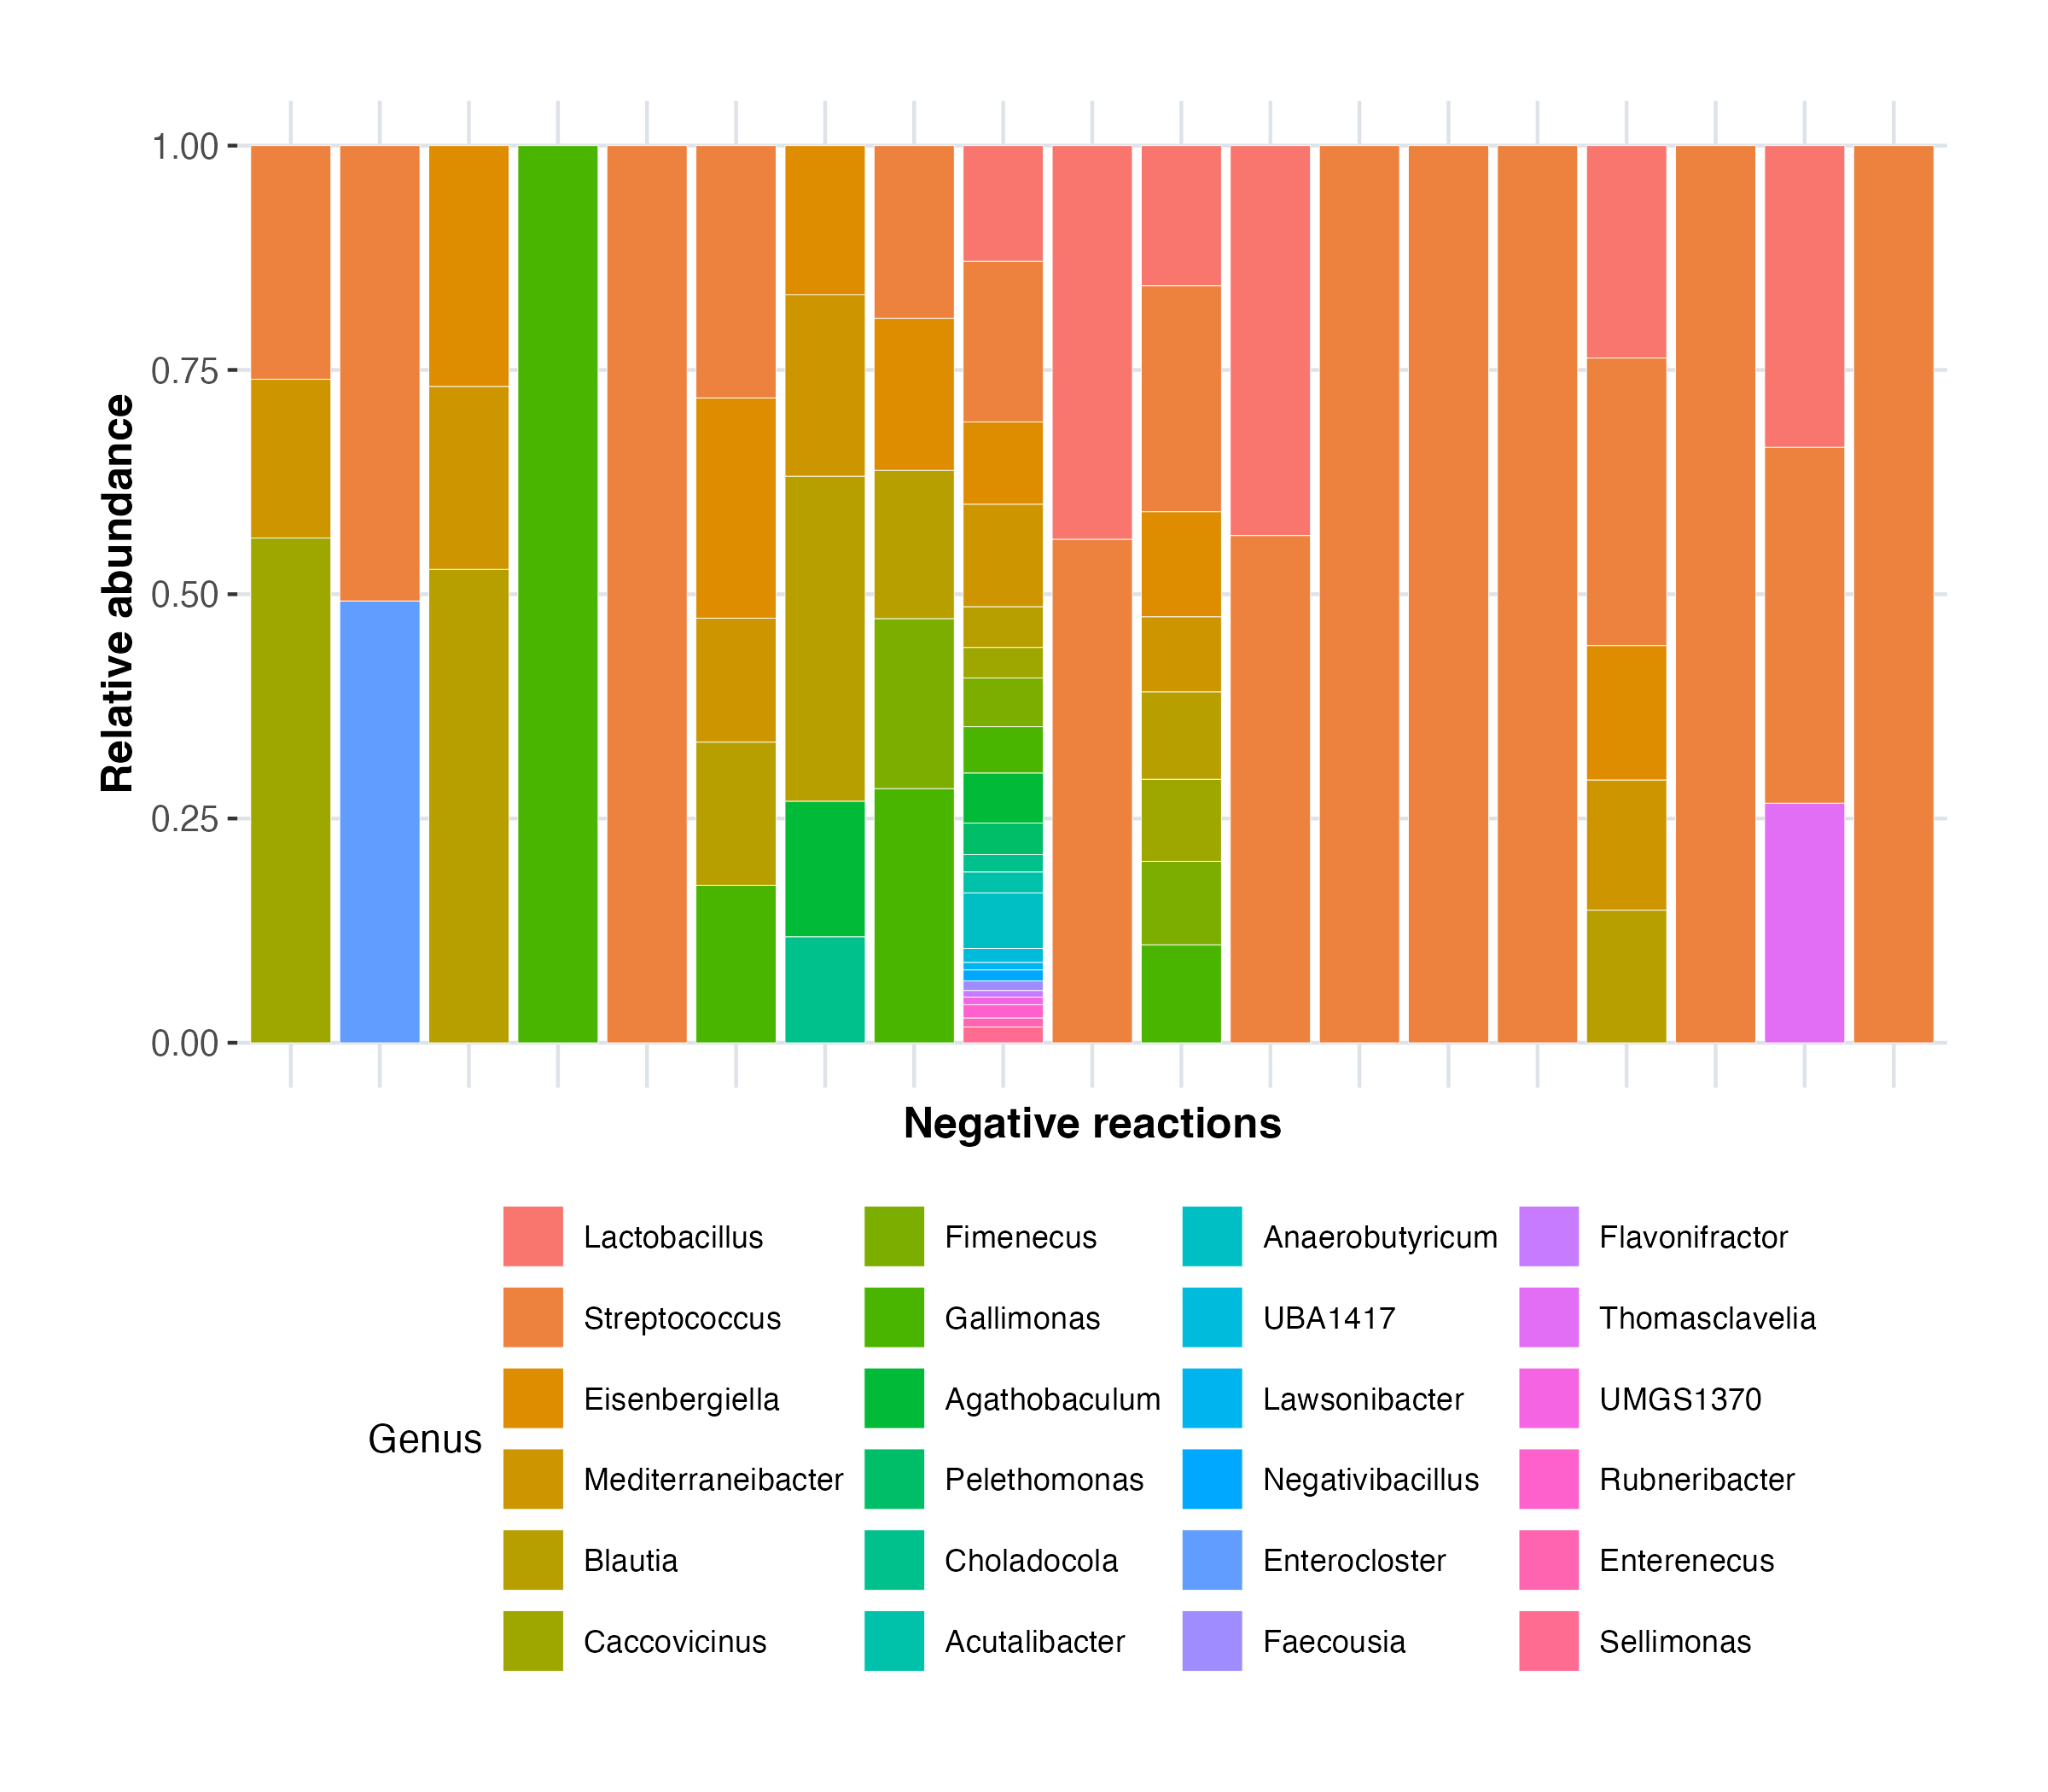 1.00
0.75
0.50
0.25
0.00
Relative abundance
Negative reactions
Genus
Lactobacillus
Streptococcus
Eisenbergiella
Mediterraneibacter
Blautia
Caccovicinus
Fimenecus
Gallimonas
Agathobaculum
Pelethomonas
Choladocola
Acutalibacter
Anaerobutyricum
UBA1417
Lawsonibacter
Negativibacillus
Enterocloster
Faecousia
Flavonifractor
Thomasclavelia
UMGS1370
Rubneribacter
Enterenecus
Sellimonas